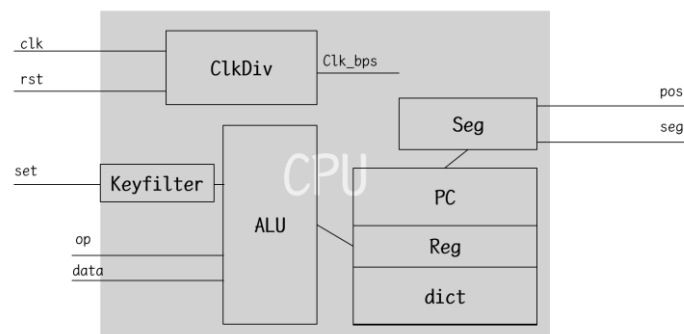 clk
ClkDiv
Clk_bps
rst
pos
Seg
seg
set
Keyfilter
CPU
PC
ALU
op
Reg
data
dict